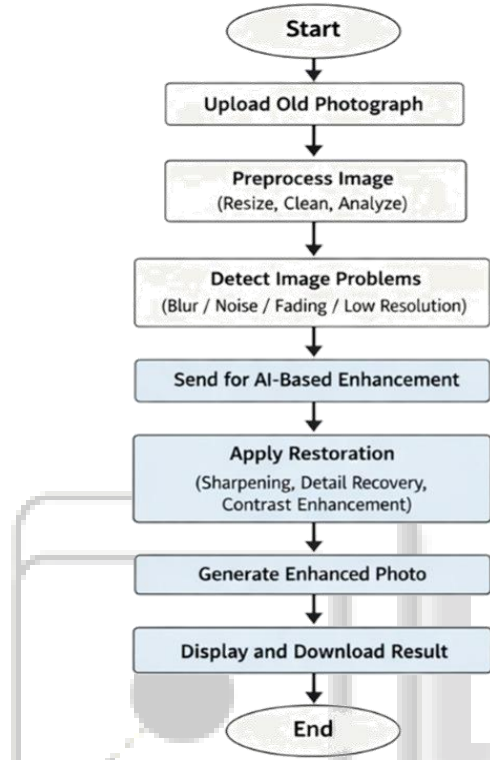 Start
Upload Old Photograph
Preprocess Image
(Resize, Clean, Analyze)
Detect Image Problems
(Blur / Noise / Fading / Low Resolution)
Send for AI-Based Enhancement
Apply Restoration
(Sharpening, Detail Recovery,
Contrast Enhancement)
Generate Enhanced Photo
Display and Download Result
End